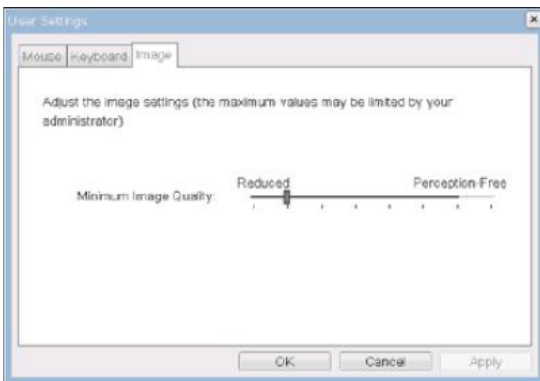 User Settings
Mouse Keyboard Image
Adjust the image settings (the maximum values may be limited by your
administrator)
Reduced Perception-Free
Minimum Image Quality:
OK Cancel Apply